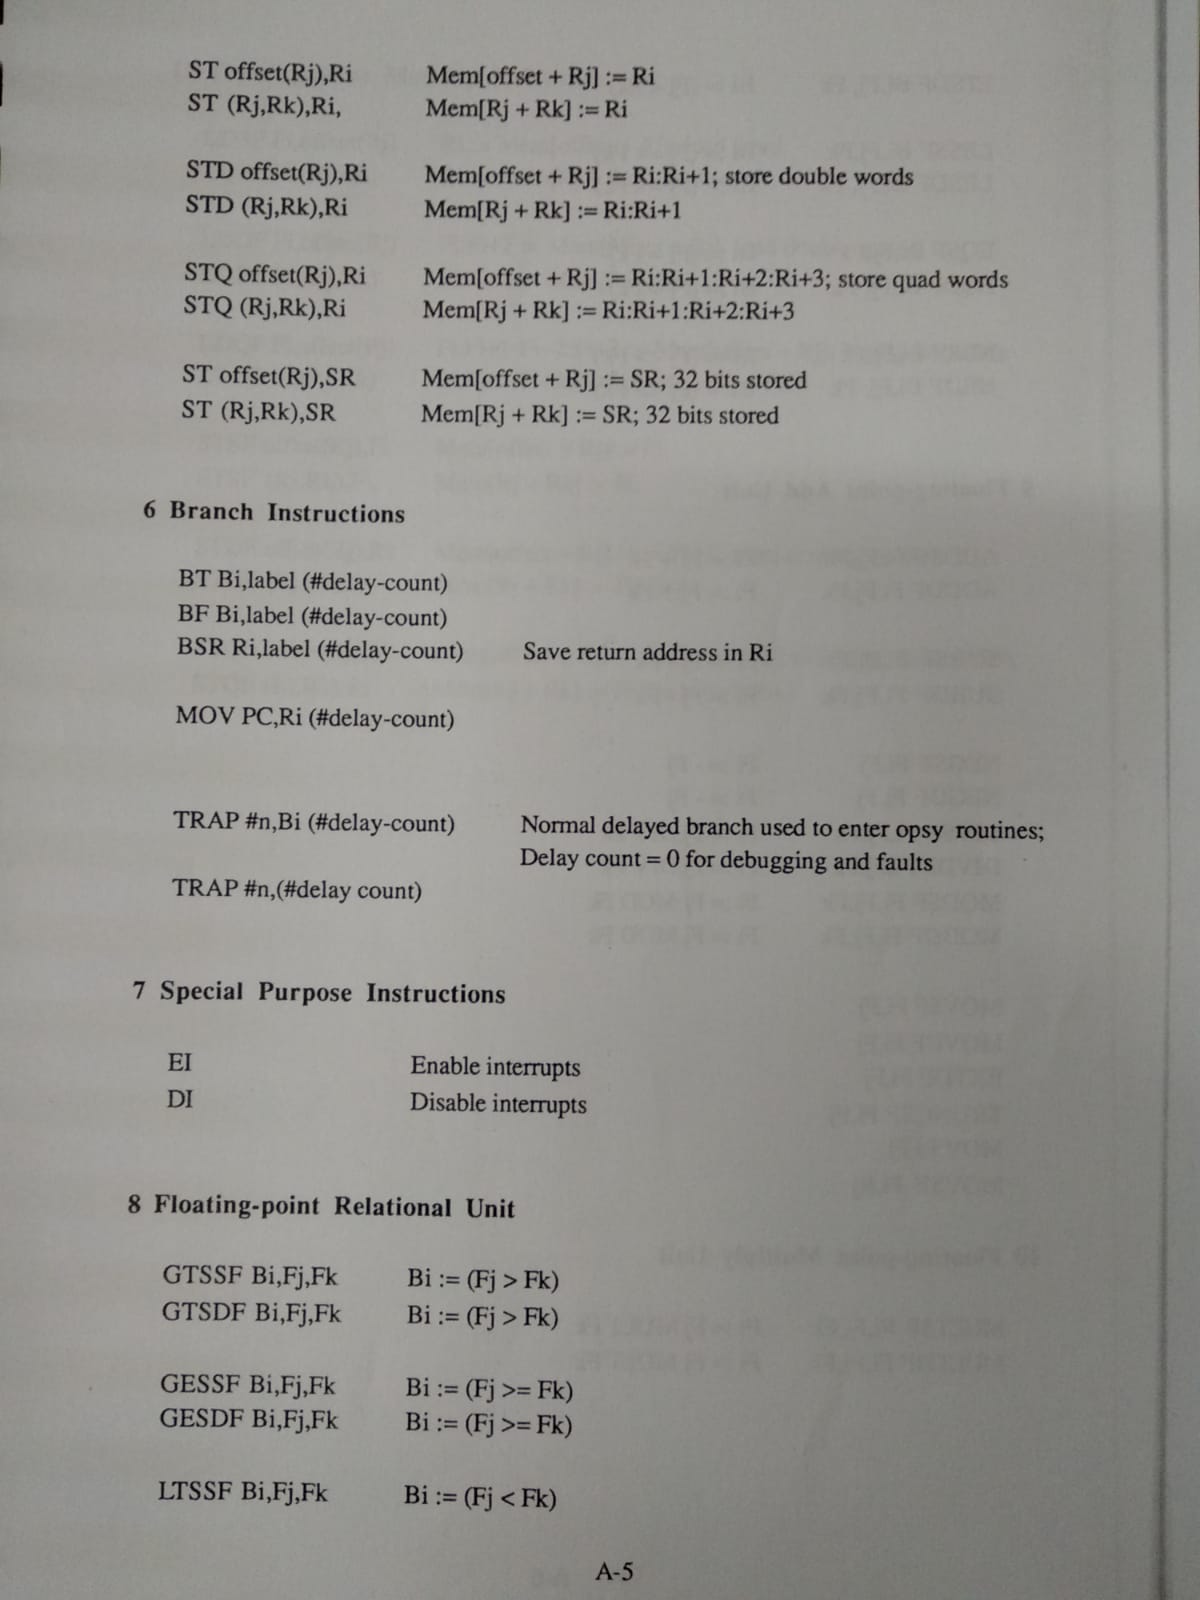 ST offset(Rj),Ri Mem[offset + Rj] := Ri
ST (Rj,Rk),Ri, Mem[Rj + Rk] := Ri
STD offset(Rj),Ri Mem[offset + Rj] := Ri:Ri+1; store double words
STD (Rj,Rk),Ri Mem[Rj + Rk] := Ri:Ri+1
STQ offset(Rj),Ri Mem[offset + Rj] := Ri:Ri+1:Ri+2:Ri+3; store quad words
STQ (Rj,Rk),Ri Mem[Rj + Rk] := Ri:Ri+1:Ri+2:Ri+3
ST offset(Rj),SR Mem[offset + Rj] := SR; 32 bits stored
ST (Rj,Rk),SR Mem[Rj + Rk] := SR; 32 bits stored
6 Branch Instructions
BT Bi,label (#delay-count)
BF Bi,label (#delay-count)
BSR Ri,label (#delay-count) Save return address in Ri
MOV PC,Ri (#delay-count)
TRAP #n,Bi (#delay-count) Normal delayed branch used to enter opsy routines;
Delay count = 0 for debugging and faults
TRAP #n,(#delay count)
7 Special Purpose Instructions
EI Enable interrupts
DI Disable interrupts
8 Floating-point Relational Unit
GTSSF Bi,Fj,Fk Bi := (Fj > Fk)
GTSDF Bi,Fj,Fk Bi := (Fj > Fk)
GESSF Bi,Fj,Fk Bi := (Fj >= Fk)
GESDF Bi,Fj,Fk Bi := (Fj >= Fk)
LTSSF Bi,Fj,Fk Bi := (Fj < Fk)
A-5